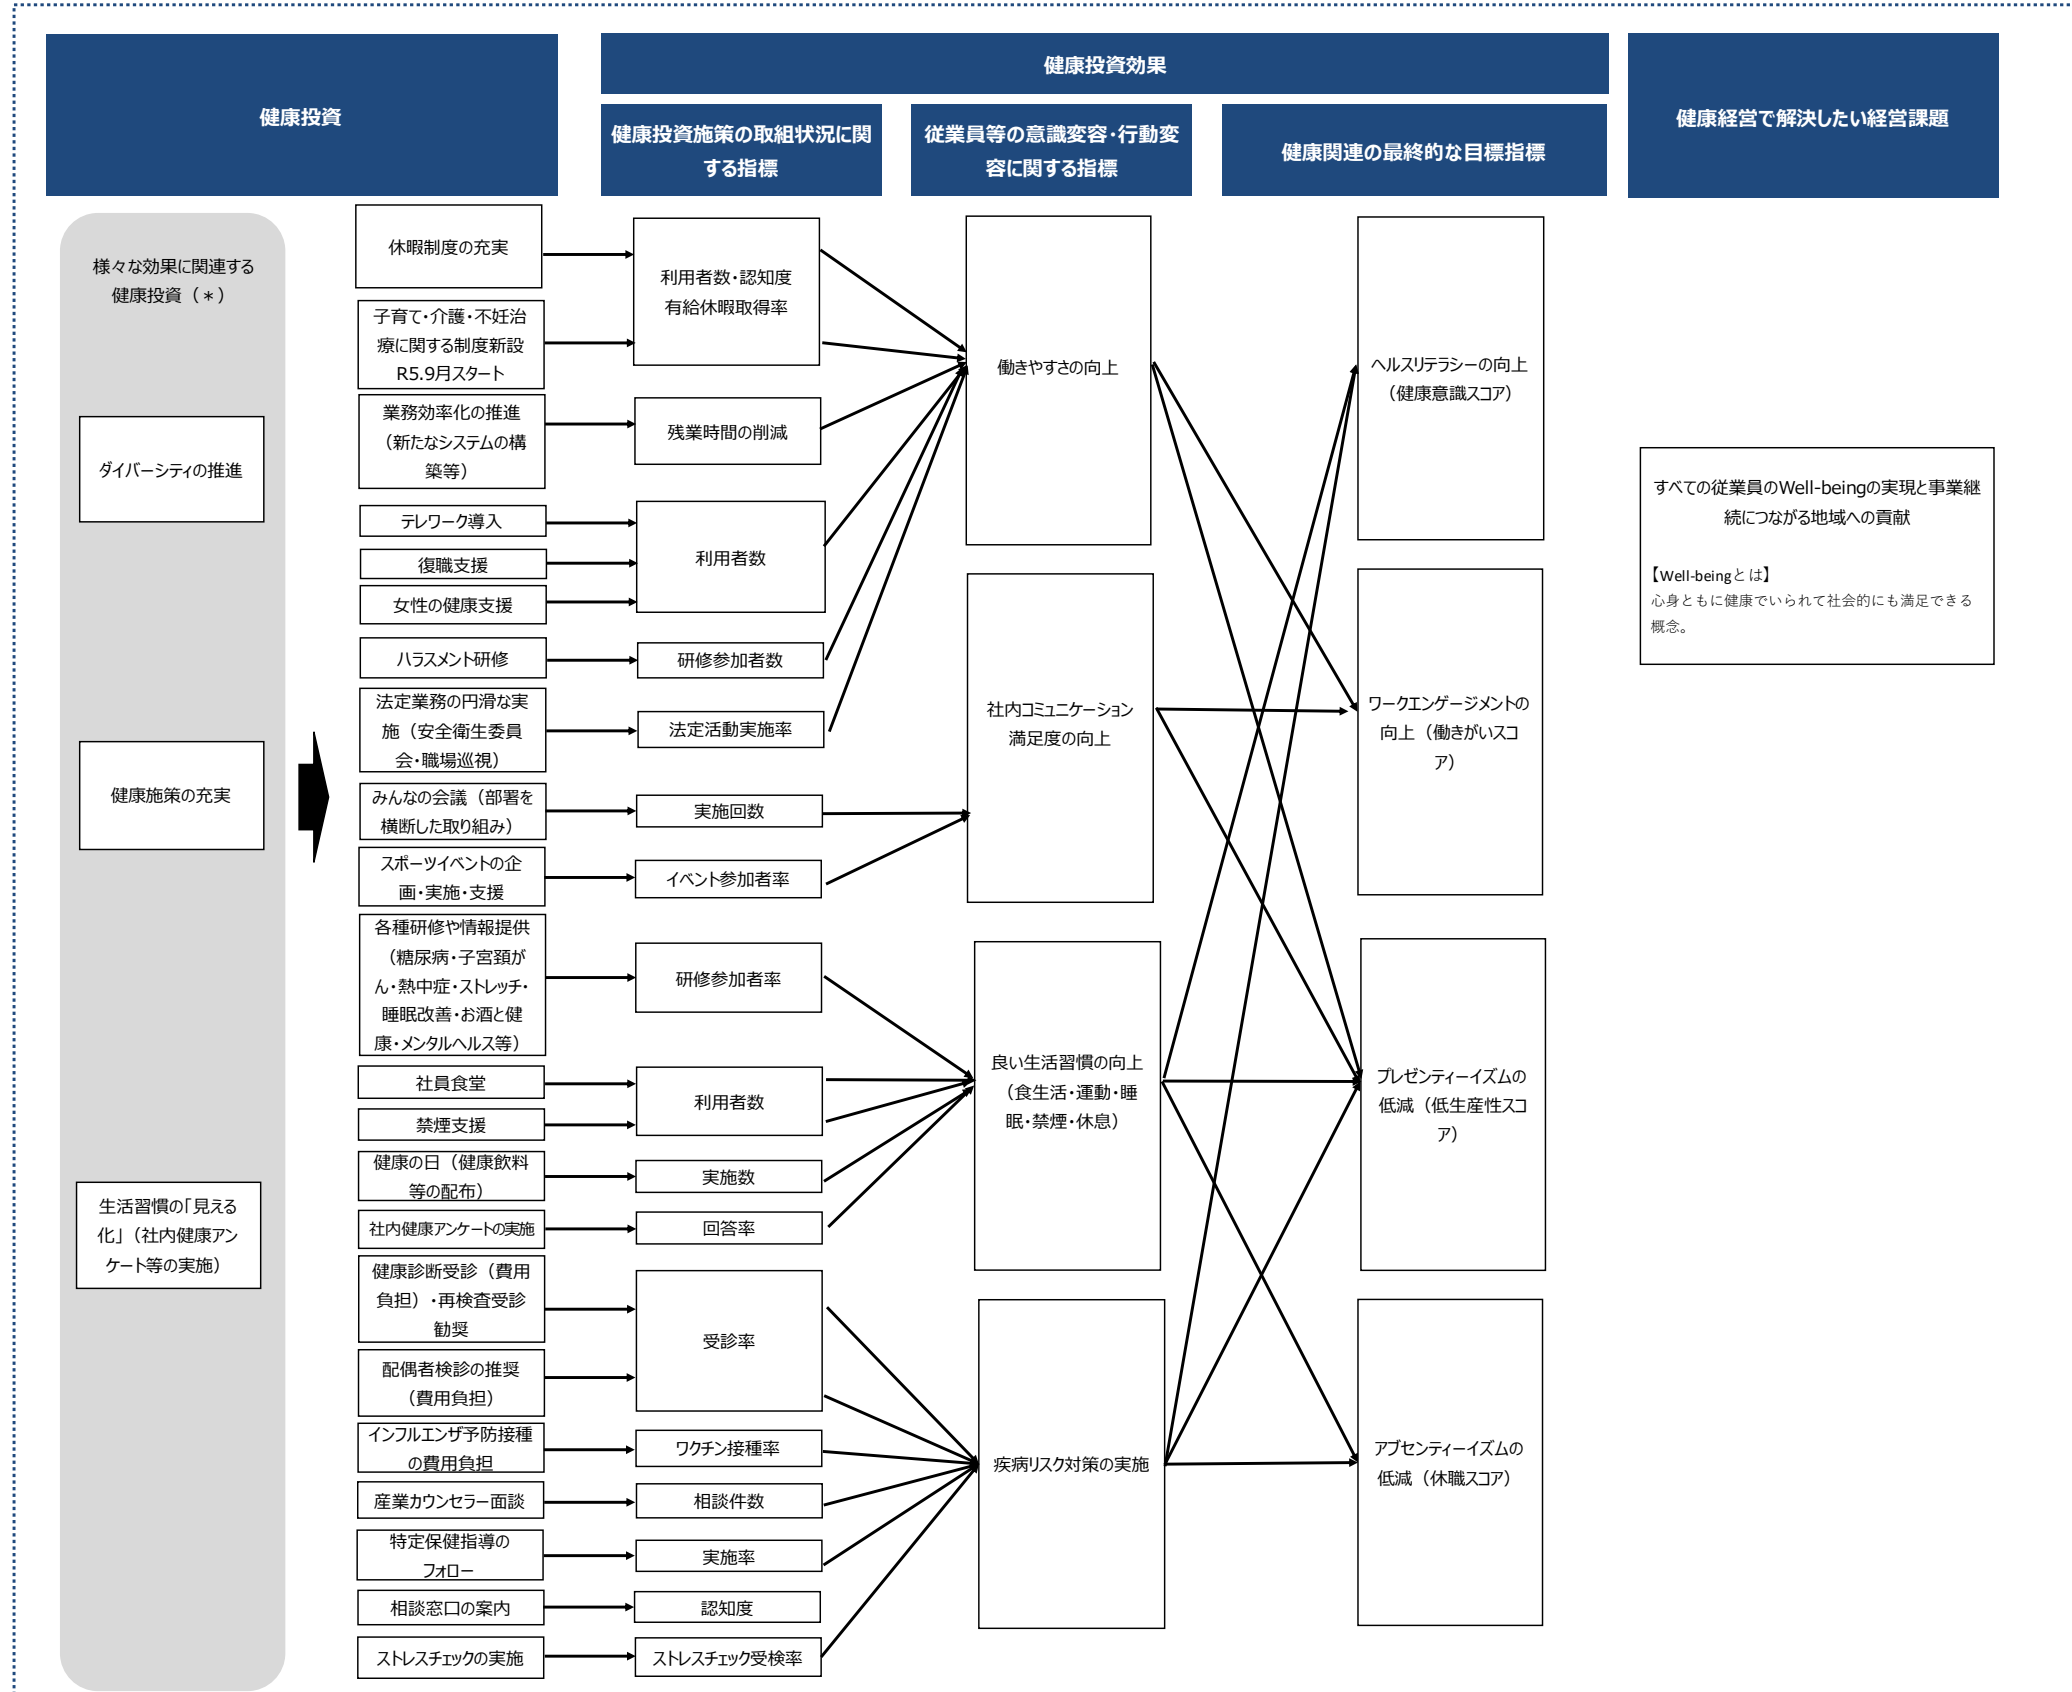 健康投資
健康投資効果
健康経営で解決したい経営課題
健康投資施策の取組状況に関
する指標
従業員等の意識変容・行動変
容に関する指標
健康関連の最終的な目標指標
様々な効果に関連する
健康投資（＊）
ダイバーシティの推進
健康施策の充実
生活習慣の「見える
化」（社内健康アン
ケート等の実施）
休暇制度の充実
子育て・介護・不妊治
療に関する制度新設
R5.9月スタート
業務効率化の推進
（新たなシステムの構
築等）
テレワーク導入
復職支援
女性の健康支援
ハラスメント研修
法定業務の円滑な実
施（安全衛生委員
会・職場巡視）
みんなの会議（部署を
横断した取り組み）
スポーツイベントの企
画・実施・支援
各種研修や情報提供
（糖尿病・子宮頚が
ん・熱中症・ストレッチ・
睡眠改善・お酒と健
康・メンタルヘルス等）
社員食堂
禁煙支援
健康の日（健康飲料
等の配布）
社内健康アンケートの実施
健康診断受診（費用
負担）・再検査受診
勧奨
配偶者検診の推奨
（費用負担）
インフルエンザ予防接種
の費用負担
産業カウンセラー面談
特定保健指導の
フォロー
相談窓口の案内
ストレスチェックの実施
利用者数・認知度
有給休暇取得率
残業時間の削減
利用者数
研修参加者数
法定活動実施率
実施回数
イベント参加者率
研修参加者率
利用者数
実施数
回答率
受診率
ワクチン接種率
相談件数
実施率
認知度
ストレスチェック受検率
働きやすさの向上
社内コミュニケーション
満足度の向上
良い生活習慣の向上
（食生活・運動・睡
眠・禁煙・休息）
疾病リスク対策の実施
ヘルスリテラシーの向上
（健康意識スコア）
ワークエンゲージメントの
向上（働きがいスコ
ア）
プレゼンティーイズムの
低減（低生産性スコ
ア）
アブセンティーイズムの
低減（休職スコア）
すべての従業員のWell-beingの実現と事業継
続につながる地域への貢献
【Well-beingとは】
心身ともに健康でいられて社会的にも満足できる
概念。